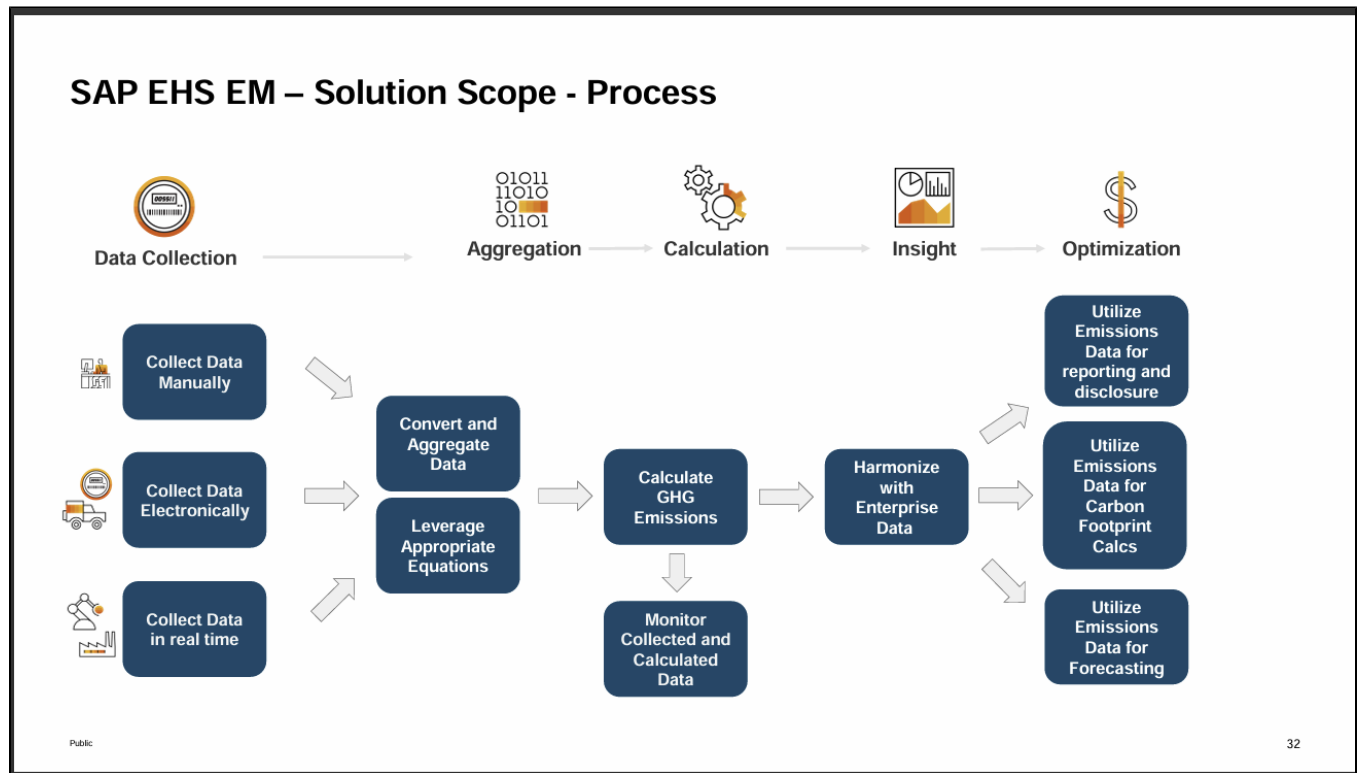 SAP EHS EM – Solution Scope - Process
01011
11010
10
01101
Data Collection
Aggregation
Calculation
Insight
Optimization
Collect Data
Manually
Collect Data
Electronically
Collect Data
in real time
Convert and
Aggregate
Data
Leverage
Appropriate
Equations
Calculate
GHG
Emissions
Monitor
Collected and
Calculated
Data
Harmonize
with
Enterprise
Data
Utilize
Emissions
Data for
reporting and
disclosure
Utilize
Emissions
Data for
Carbon
Footprint
Calcs
Utilize
Emissions
Data for
Forecasting
Public
32